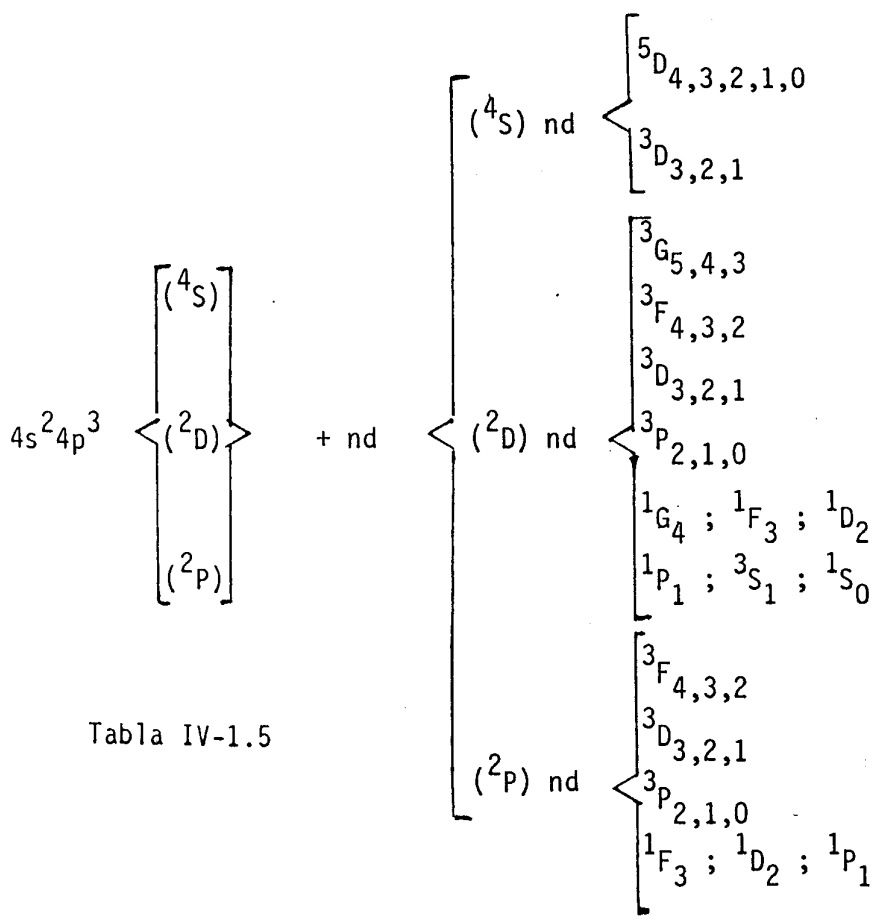 4s²4p³
(⁴S)
(²D)
(²P)
+ nd
(⁴S) nd
⁵D₄,₃,₂,₁,₀
³D₃,₂,₁
(²D) nd
³G₅,₄,₃
³F₄,₃,₂
³D₃,₂,₁
³P₂,₁,₀
¹G₄ ; ¹F₃ ; ¹D₂
¹P₁ ; ³S₁ ; ¹S₀
(²P) nd
³F₄,₃,₂
³D₃,₂,₁
³P₂,₁,₀
¹F₃ ; ¹D₂ ; ¹P₁
Tabla IV-1.5